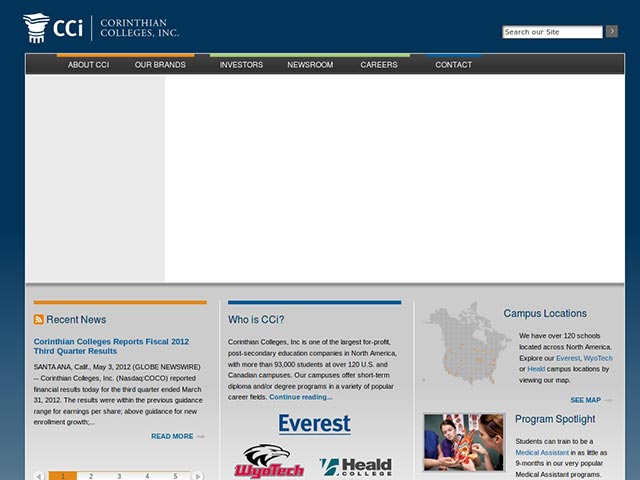 CCi
CORINTHIAN
COLLEGES, INC.
Search our Site
ABOUT CCI
OUR BRANDS
INVESTORS
NEWSROOM
CAREERS
CONTACT
Recent News
Corinthian Colleges Reports Fiscal 2012
Third Quarter Results
SANTA ANA, Calif., May 3, 2012 (GLOBE NEWSWIRE)
-- Corinthian Colleges, Inc. (Nasdaq:COCO) reported
financial results today for the third quarter ended March
31, 2012. The results were within the previous guidance
range for earnings per share; above guidance for new
enrollment growth;...
READ MORE
1 2 3 4 5
Who is CCi?
Corinthian Colleges, Inc is one of the largest for-profit,
post-secondary education companies in North America,
with more than 93,000 students at over 120 U.S. and
Canadian campuses. Our campuses offer short-term
diploma and/or degree programs in a variety of popular
career fields. Continue reading...
Everest
WyoTech
Heald
COLLEGE
Campus Locations
We have over 120 schools
located across North America.
Explore our Everest, WyoTech
or Heald campus locations by
viewing our map.
SEE MAP
Program Spotlight
Students can train to be a
Medical Assistant in as little as
9-months in our very popular
Medical Assistant programs.